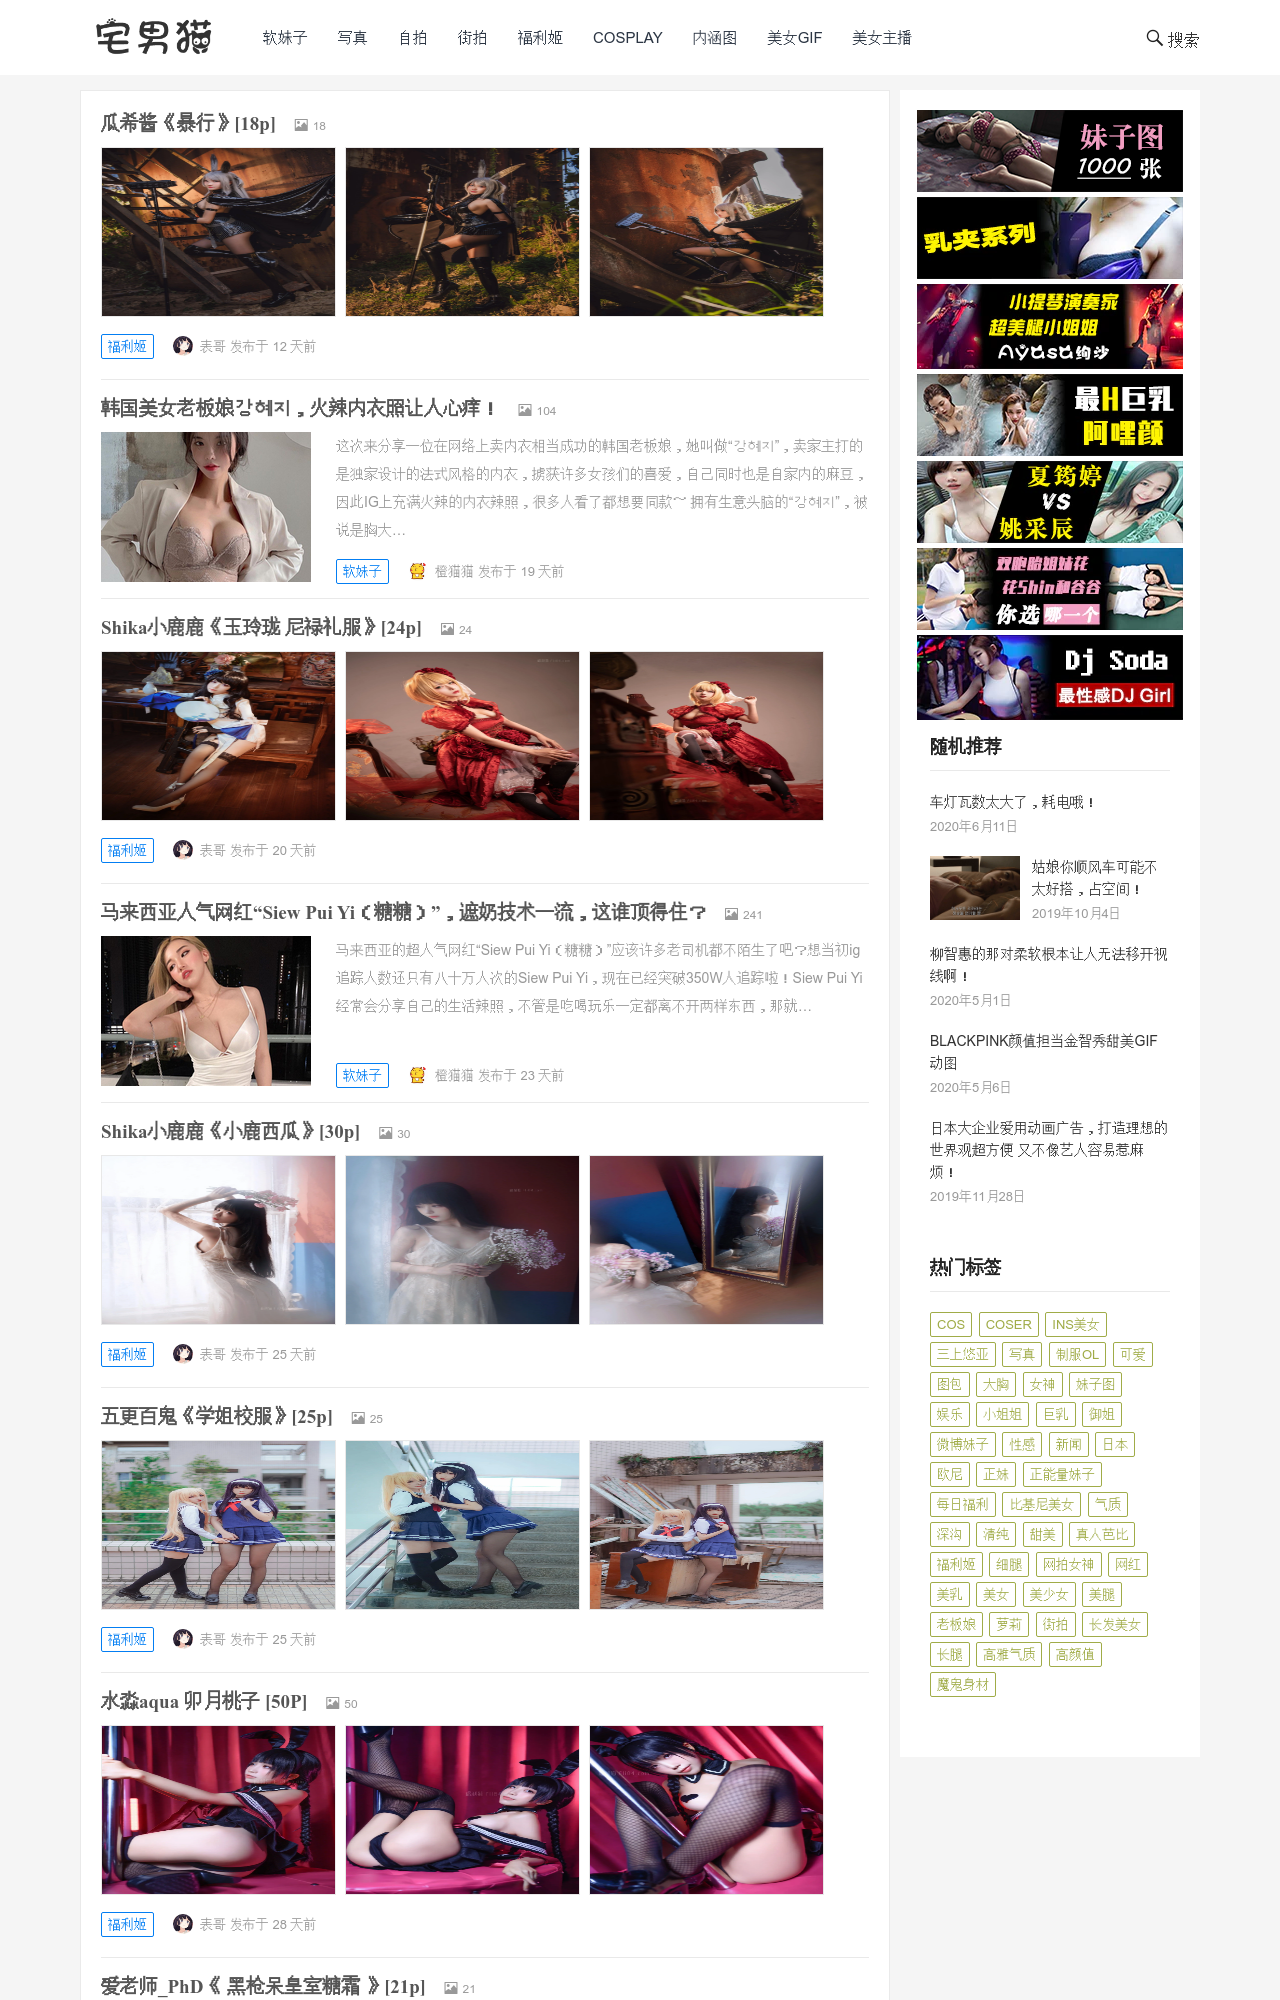 宅男猫
软妹子 写真 自拍 街拍 福利姬 COSPLAY 内涵图 美女GIF 美女主播
搜索
瓜希酱《暴行》[18p] 18
福利姬 表哥 发布于 12 天前
韩国美女老板娘강혜지，火辣内衣照让人心痒！ 104
这次来分享一位在网络上卖内衣相当成功的韩国老板娘，她叫做“강혜지”，卖家主打的
是独家设计的法式风格的内衣，掳获许多女孩们的喜爱，自己同时也是自家内的麻豆，
因此IG上充满火辣的内衣辣照，很多人看了都想要同款～ 拥有生意头脑的“강혜지”，被
说是胸大…
软妹子 橙猫猫 发布于 19 天前
Shika小鹿鹿《玉玲珑 尼禄礼服》[24p] 24
福利姬 表哥 发布于 20 天前
马来西亚人气网红“Siew Pui Yi（糖糖）”，遮奶技术一流，这谁顶得住？ 241
马来西亚的超人气网红“Siew Pui Yi（糖糖）”应该许多老司机都不陌生了吧？想当初ig
追踪人数还只有八十万人次的Siew Pui Yi，现在已经突破350W人追踪啦！Siew Pui Yi
经常会分享自己的生活辣照，不管是吃喝玩乐一定都离不开两样东西，那就…
软妹子 橙猫猫 发布于 23 天前
Shika小鹿鹿《小鹿西瓜》[30p] 30
福利姬 表哥 发布于 25 天前
五更百鬼《学姐校服》[25p] 25
福利姬 表哥 发布于 25 天前
水淼aqua 卯月桃子 [50P] 50
福利姬 表哥 发布于 28 天前
爱老师_PhD《 黑枪呆皇室糖霜 》[21p] 21
妹子图
1000 张
乳夹系列
小提琴演奏家
超美腿小姐姐
Ayasa绚沙
最H巨乳
阿嘿颜
夏筠婷
VS
姚采辰
双胞胎姐妹花
花Shin和谷谷
你选哪一个
Dj Soda
最性感DJ Girl
随机推荐
车灯瓦数太大了，耗电哦！
2020年6月11日
姑娘你顺风车可能不
太好搭，占空间！
2019年10月4日
柳智惠的那对柔软根本让人无法移开视
线啊！
2020年5月1日
BLACKPINK颜值担当金智秀甜美GIF
动图
2020年5月6日
日本大企业爱用动画广告，打造理想的
世界观超方便 又不像艺人容易惹麻
烦！
2019年11月28日
热门标签
COS COSER INS美女
三上悠亚 写真 制服OL 可爱
图包 大胸 女神 妹子图
娱乐 小姐姐 巨乳 御姐
微博妹子 性感 新闻 日本
欧尼 正妹 正能量妹子
每日福利 比基尼美女 气质
深沟 清纯 甜美 真人芭比
福利姬 细腿 网拍女神 网红
美乳 美女 美少女 美腿
老板娘 萝莉 街拍 长发美女
长腿 高雅气质 高颜值
魔鬼身材